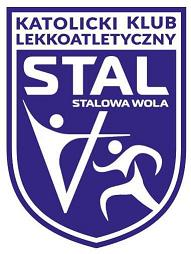 KATOLICKI KLUB
LEKKOATLETYCZNY
STAL
STALOWA WOLA